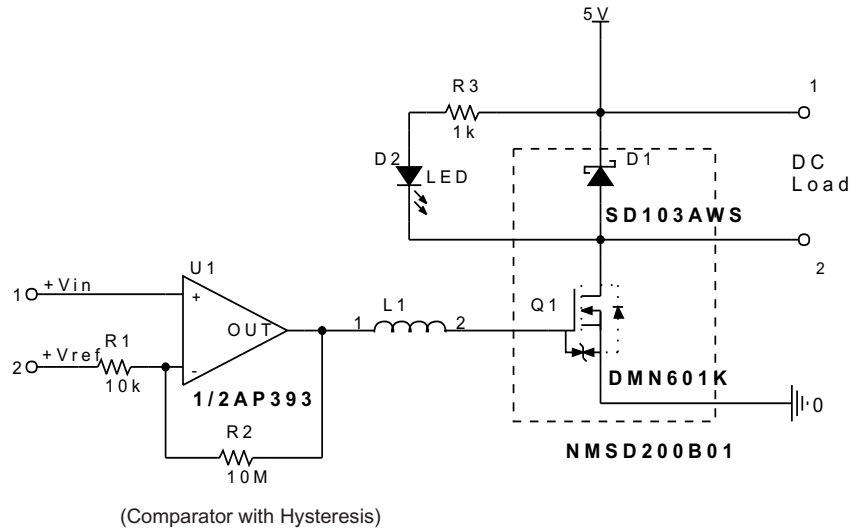 5V
R3
1k
1
D2
LED
D1
DC
Load
SD103AWS
2
U1
1
+Vin
+
OUT
L1
1
2
Q1
2
+Vref
R1
10k
-
1/2AP393
DMN601K
0
R2
10M
NMSD200B01
(Comparator with Hysteresis)